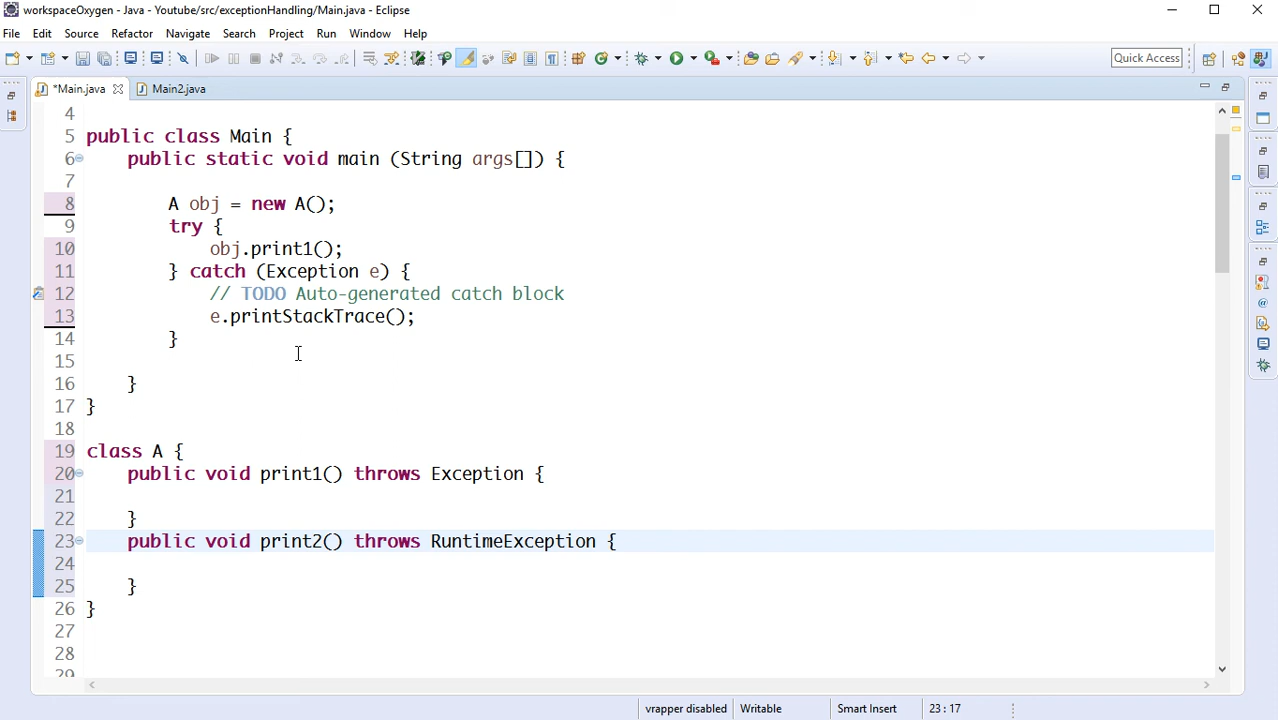 workspaceOxygen - Java - Youtube/src/exceptionHandling/Main.java - Eclipse
File Edit Source Refactor Navigate Search Project Run Window Help
Quick Access
*Main.java Main2.java
4
5 public class Main {
6 public static void main (String args[]) {
7
8 A obj = new A();
9 try {
10 obj.print1();
11 } catch (Exception e) {
12 // TODO Auto-generated catch block
13 e.printStackTrace();
14 }
15
16 }
17 }
18
19 class A {
20 public void print1() throws Exception {
21
22 }
23 public void print2() throws RuntimeException {
24
25 }
26 }
27
28
29
vrapper disabled Writable Smart Insert 23 : 17